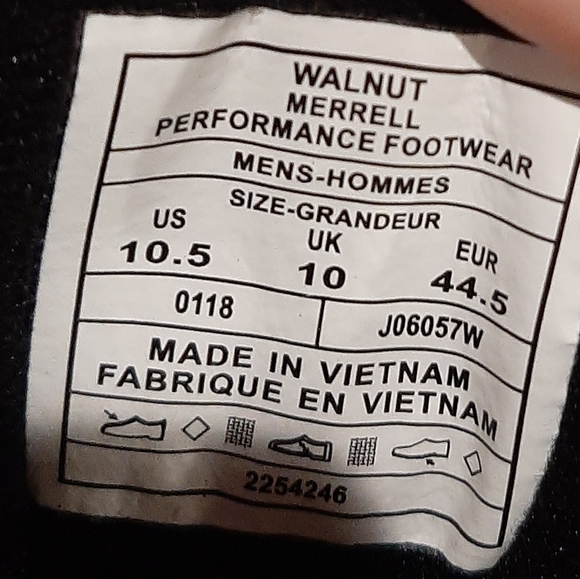 WALNUT
MERRELL
PERFORMANCE FOOTWEAR
MENS-HOMMES
SIZE-GRANDEUR
US UK EUR
10.5 10 44.5
0118 J06057W
MADE IN VIETNAM
FABRIQUE EN VIETNAM
2254246